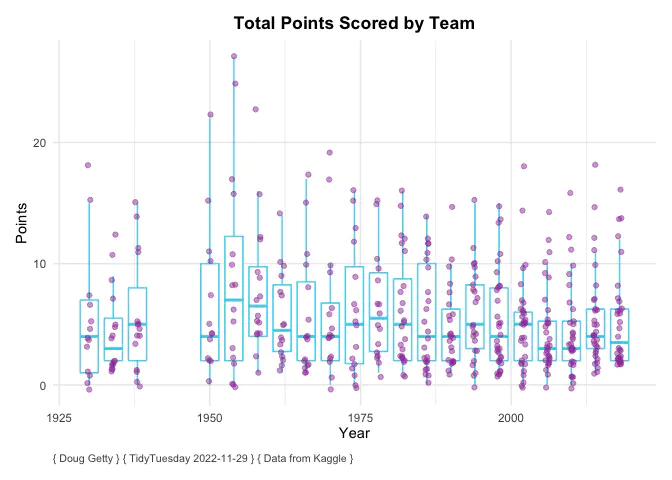 Total Points Scored by Team
Points
20
10
0
1925 1950 1975 2000
Year
{ Doug Getty } { TidyTuesday 2022-11-29 } { Data from Kaggle }